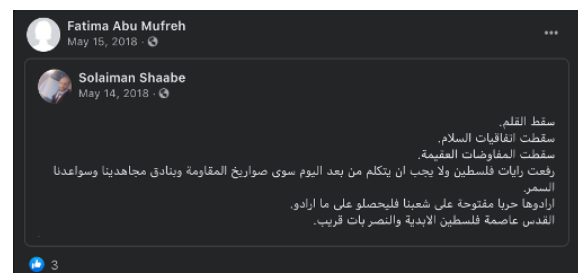 Fatima Abu Mufreh
May 15, 2018 ·
Solaiman Shaabe
May 14, 2018 ·
سقط القلم.
سقطت اتفاقيات السلام.
سقطت المفاوضات العقيمة.
رفعت رايات فلسطين ولا يجب ان يتكلم من بعد اليوم سوى صواريخ المقاومة وبنادق مجاهدينا وسواعدنا
السمر.
ارادوها حربا مفتوحة على شعبنا فليحصلو على ما ارادو.
القدس عاصمة فلسطين الابدية والنصر بات قريب.
3